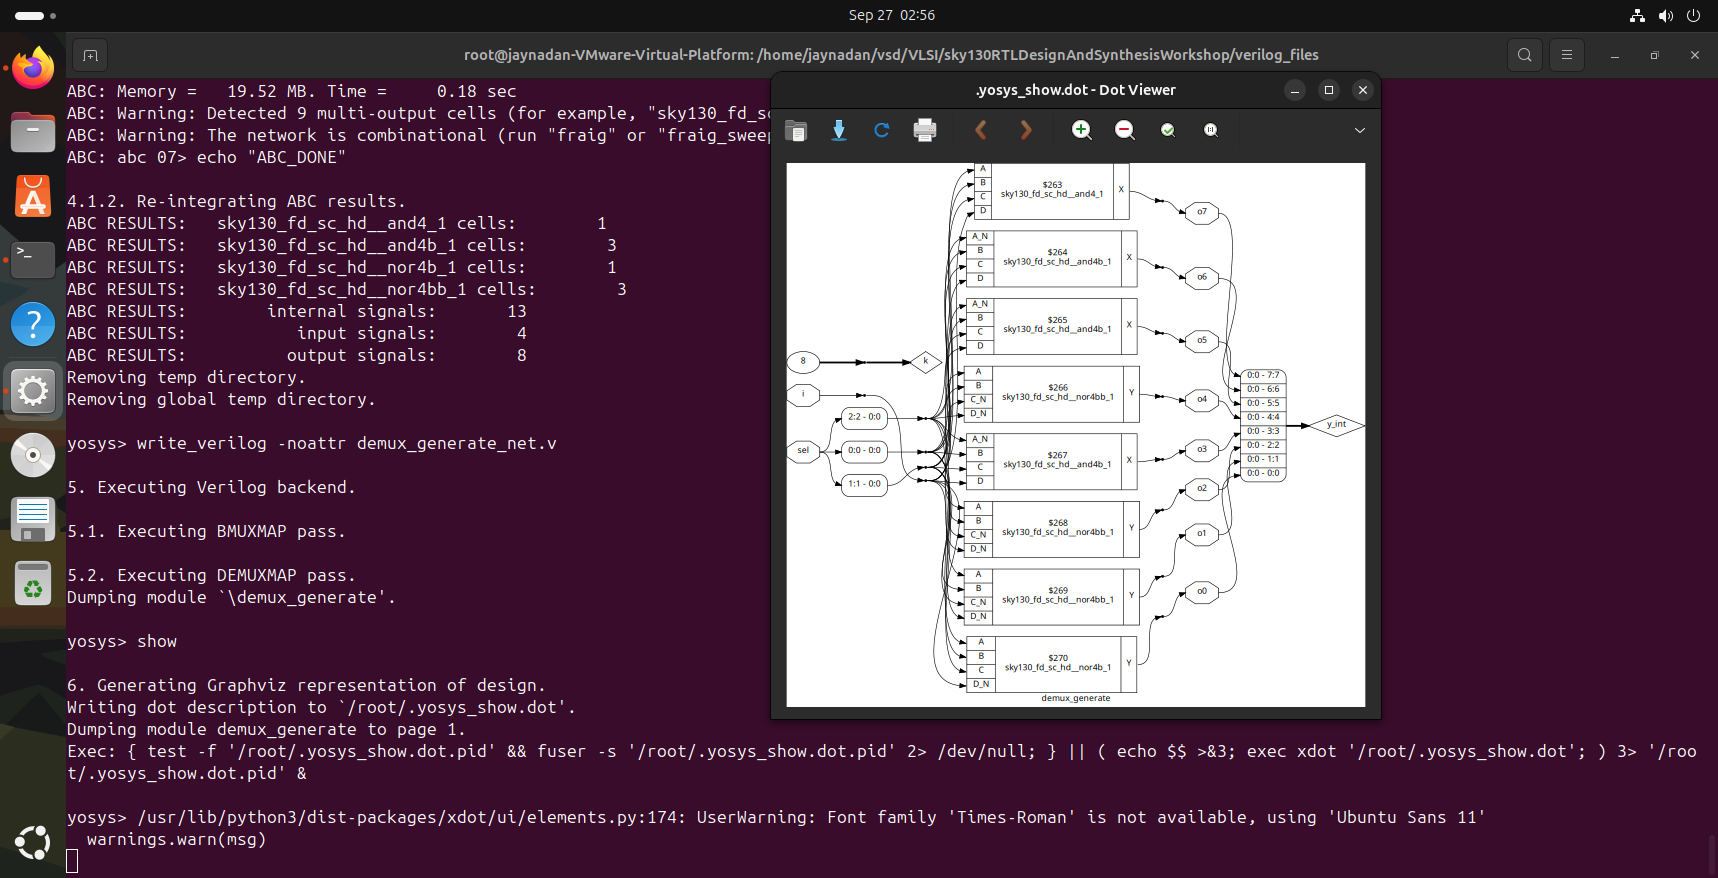 Sep 27 02:56
root@jaynadan-VMware-Virtual-Platform: /home/jaynadan/vsd/VLSI/sky130RTLDesignAndSynthesisWorkshop/verilog_files
ABC: Memory = 19.52 MB. Time = 0.18 sec
ABC: Warning: Detected 9 multi-output cells (for example, "sky130_fd_sc
ABC: Warning: The network is combinational (run "fraig" or "fraig_sweep
ABC: abc 07> echo "ABC_DONE"
4.1.2. Re-integrating ABC results.
ABC RESULTS: sky130_fd_sc_hd__and4_1 cells: 1
ABC RESULTS: sky130_fd_sc_hd__and4b_1 cells: 3
ABC RESULTS: sky130_fd_sc_hd__nor4b_1 cells: 1
ABC RESULTS: sky130_fd_sc_hd__nor4bb_1 cells: 3
ABC RESULTS: internal signals: 13
ABC RESULTS: input signals: 4
ABC RESULTS: output signals: 8
Removing temp directory.
Removing global temp directory.
yosys> write_verilog -noattr demux_generate_net.v
5. Executing Verilog backend.
5.1. Executing BMUXMAP pass.
5.2. Executing DEMUXMAP pass.
Dumping module `\demux_generate'.
yosys> show
6. Generating Graphviz representation of design.
Writing dot description to `/root/.yosys_show.dot'.
Dumping module demux_generate to page 1.
Exec: { test -f '/root/.yosys_show.dot.pid' && fuser -s '/root/.yosys_show.dot.pid' 2> /dev/null; } || ( echo $$ >&3; exec xdot '/root/.yosys_show.dot'; ) 3> '/roo
t/.yosys_show.dot.pid' &
yosys> /usr/lib/python3/dist-packages/xdot/ui/elements.py:174: UserWarning: Font family 'Times-Roman' is not available, using 'Ubuntu Sans 11'
warnings.warn(msg)
.yosys_show.dot - Dot Viewer
8
k
i
sel
2:2 - 0:0
0:0 - 0:0
1:1 - 0:0
A
B
C
D
$263
sky130_fd_sc_hd__and4_1
X
o7
A_N
B
C
D
$264
sky130_fd_sc_hd__and4b_1
X
o6
A_N
B
C
D
$265
sky130_fd_sc_hd__and4b_1
X
o5
A
B
C_N
D_N
$266
sky130_fd_sc_hd__nor4bb_1
Y
o4
A_N
B
C
D
$267
sky130_fd_sc_hd__and4b_1
X
o3
A
B
C_N
D_N
$268
sky130_fd_sc_hd__nor4bb_1
Y
o2
A
B
C_N
D_N
$269
sky130_fd_sc_hd__nor4bb_1
Y
o1
A
B
C
D_N
$270
sky130_fd_sc_hd__nor4b_1
Y
o0
0:0 - 7:7
0:0 - 6:6
0:0 - 5:5
0:0 - 4:4
0:0 - 3:3
0:0 - 2:2
0:0 - 1:1
0:0 - 0:0
y_int
demux_generate